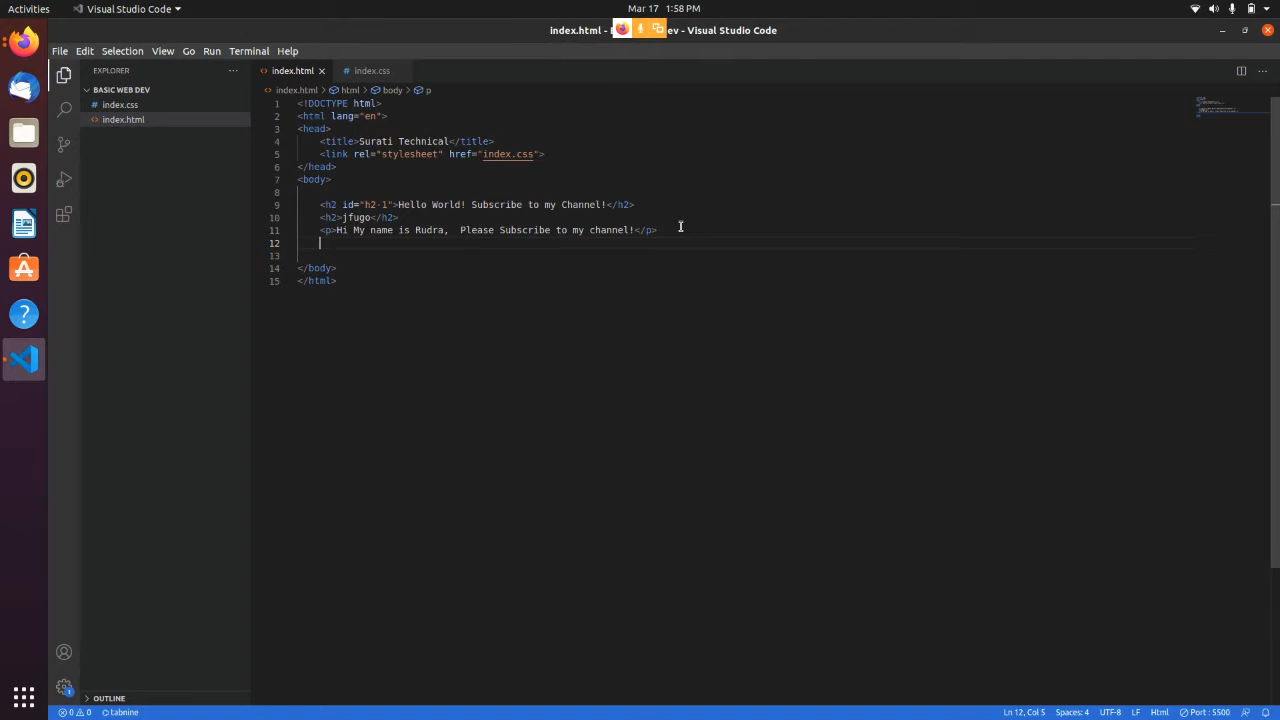 Activities
Visual Studio Code
Mar 17 1:58 PM
index.html - ev - Visual Studio Code
File Edit Selection View Go Run Terminal Help
EXPLORER ...
index.html
# index.css
BASIC WEB DEV
# index.css
index.html
index.html > html > body > p
1 <!DOCTYPE html>
2 <html lang="en">
3 <head>
4 <title>Surati Technical</title>
5 <link rel="stylesheet" href="index.css">
6 </head>
7 <body>
8
9 <h2 id="h2-1">Hello World! Subscribe to my Channel!</h2>
10 <h2>jfugo</h2>
11 <p>Hi My name is Rudra,  Please Subscribe to my channel!</p>
12
13
14 </body>
15 </html>
OUTLINE
1
0 0 tabnine
Ln 12, Col 5 Spaces: 4 UTF-8 LF Html Port : 5500